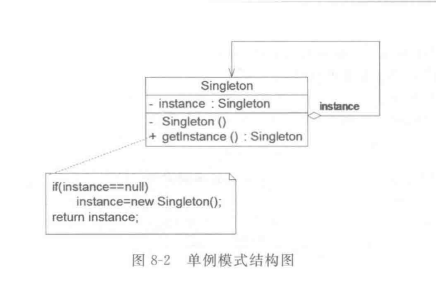 Singleton
- instance : Singleton
instance
- Singleton ()
+ getInstance () : Singleton
if(instance==null)
instance=new Singleton();
return instance;
图 8-2 单例模式结构图